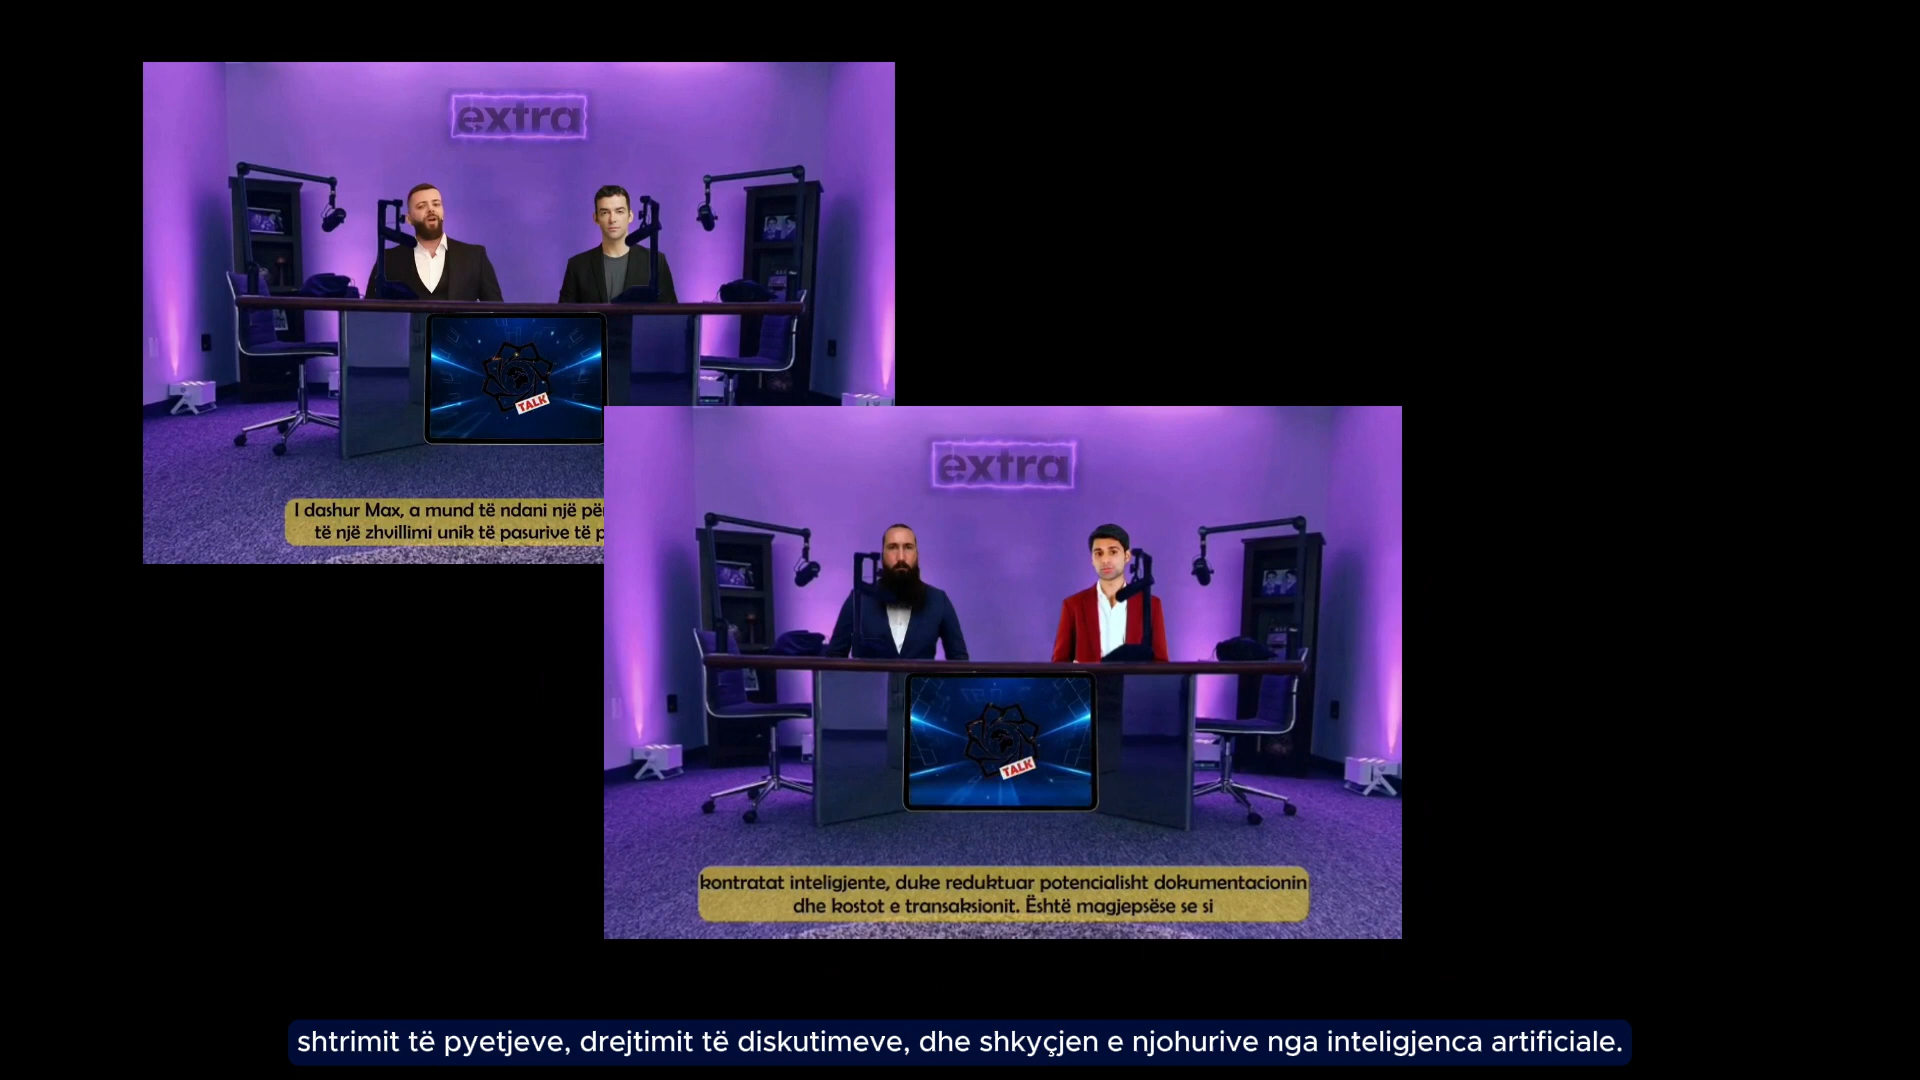 extra
TALK
I dashur Max, a mund të ndani një
të një zhvillimi unik të pasurive të
extra
TALK
kontratat inteligjente, duke reduktuar potencialisht dokumentacionin
dhe kostot e transaksionit. Është magjepsëse se si
shtrimit të pyetjeve, drejtimit të diskutimeve, dhe shkyçjen e njohurive nga inteligjenca artificiale.